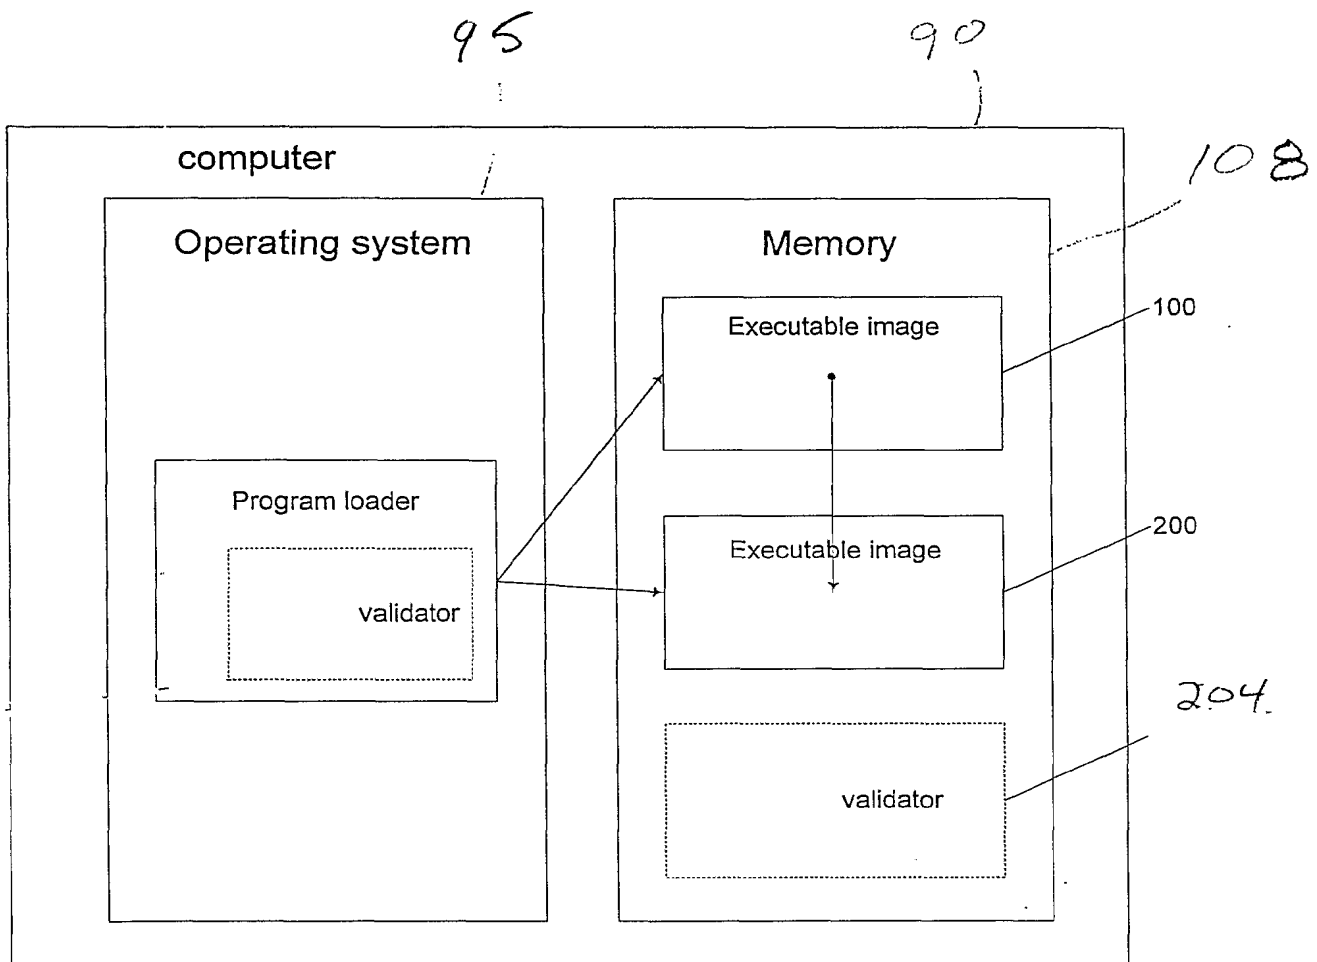 95
90
computer
108
Operating system
Memory
Executable image
100
Program loader
Executable image
200
validator
204.
validator